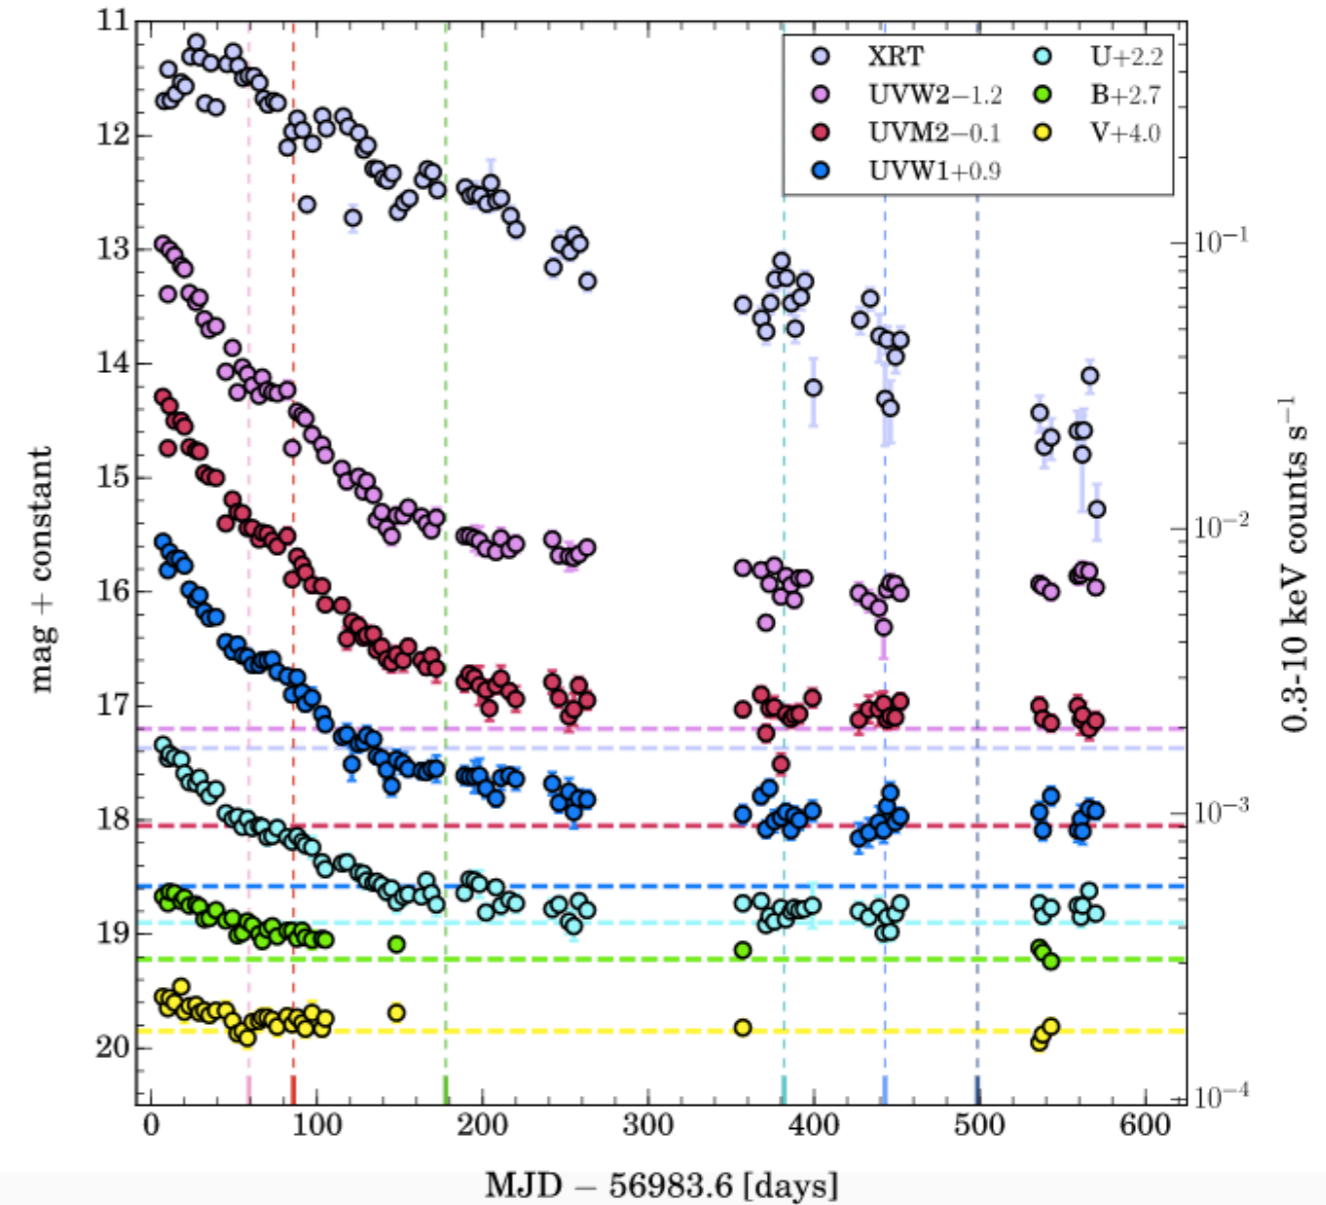 11
12
13
14
15
16
17
18
19
20
mag + constant
XRT
UVW2−1.2
UVM2−0.1
UVW1+0.9
U+2.2
B+2.7
V+4.0
10⁻¹
10⁻²
10⁻³
10⁻⁴
0.3-10 keV counts s⁻¹
0 100 200 300 400 500 600
MJD − 56983.6 [days]